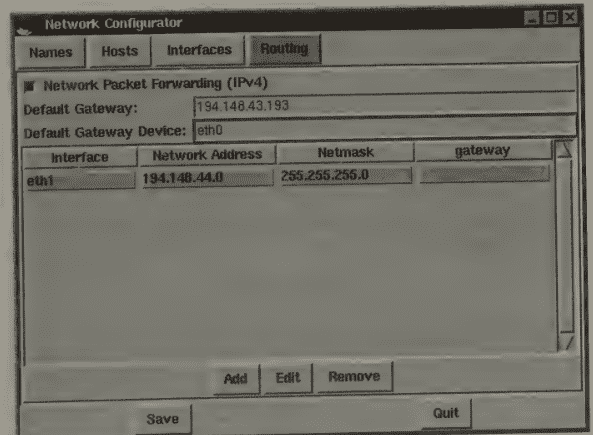 Network Configurator
Names Hosts Interfaces Routing
Network Packet Forwarding (IPv4)
Default Gateway: 194.148.43.193
Default Gateway Device: eth0
Interface Network Address Netmask gateway
eth1 194.148.44.0 255.255.255.0
Add Edit Remove
Save Quit